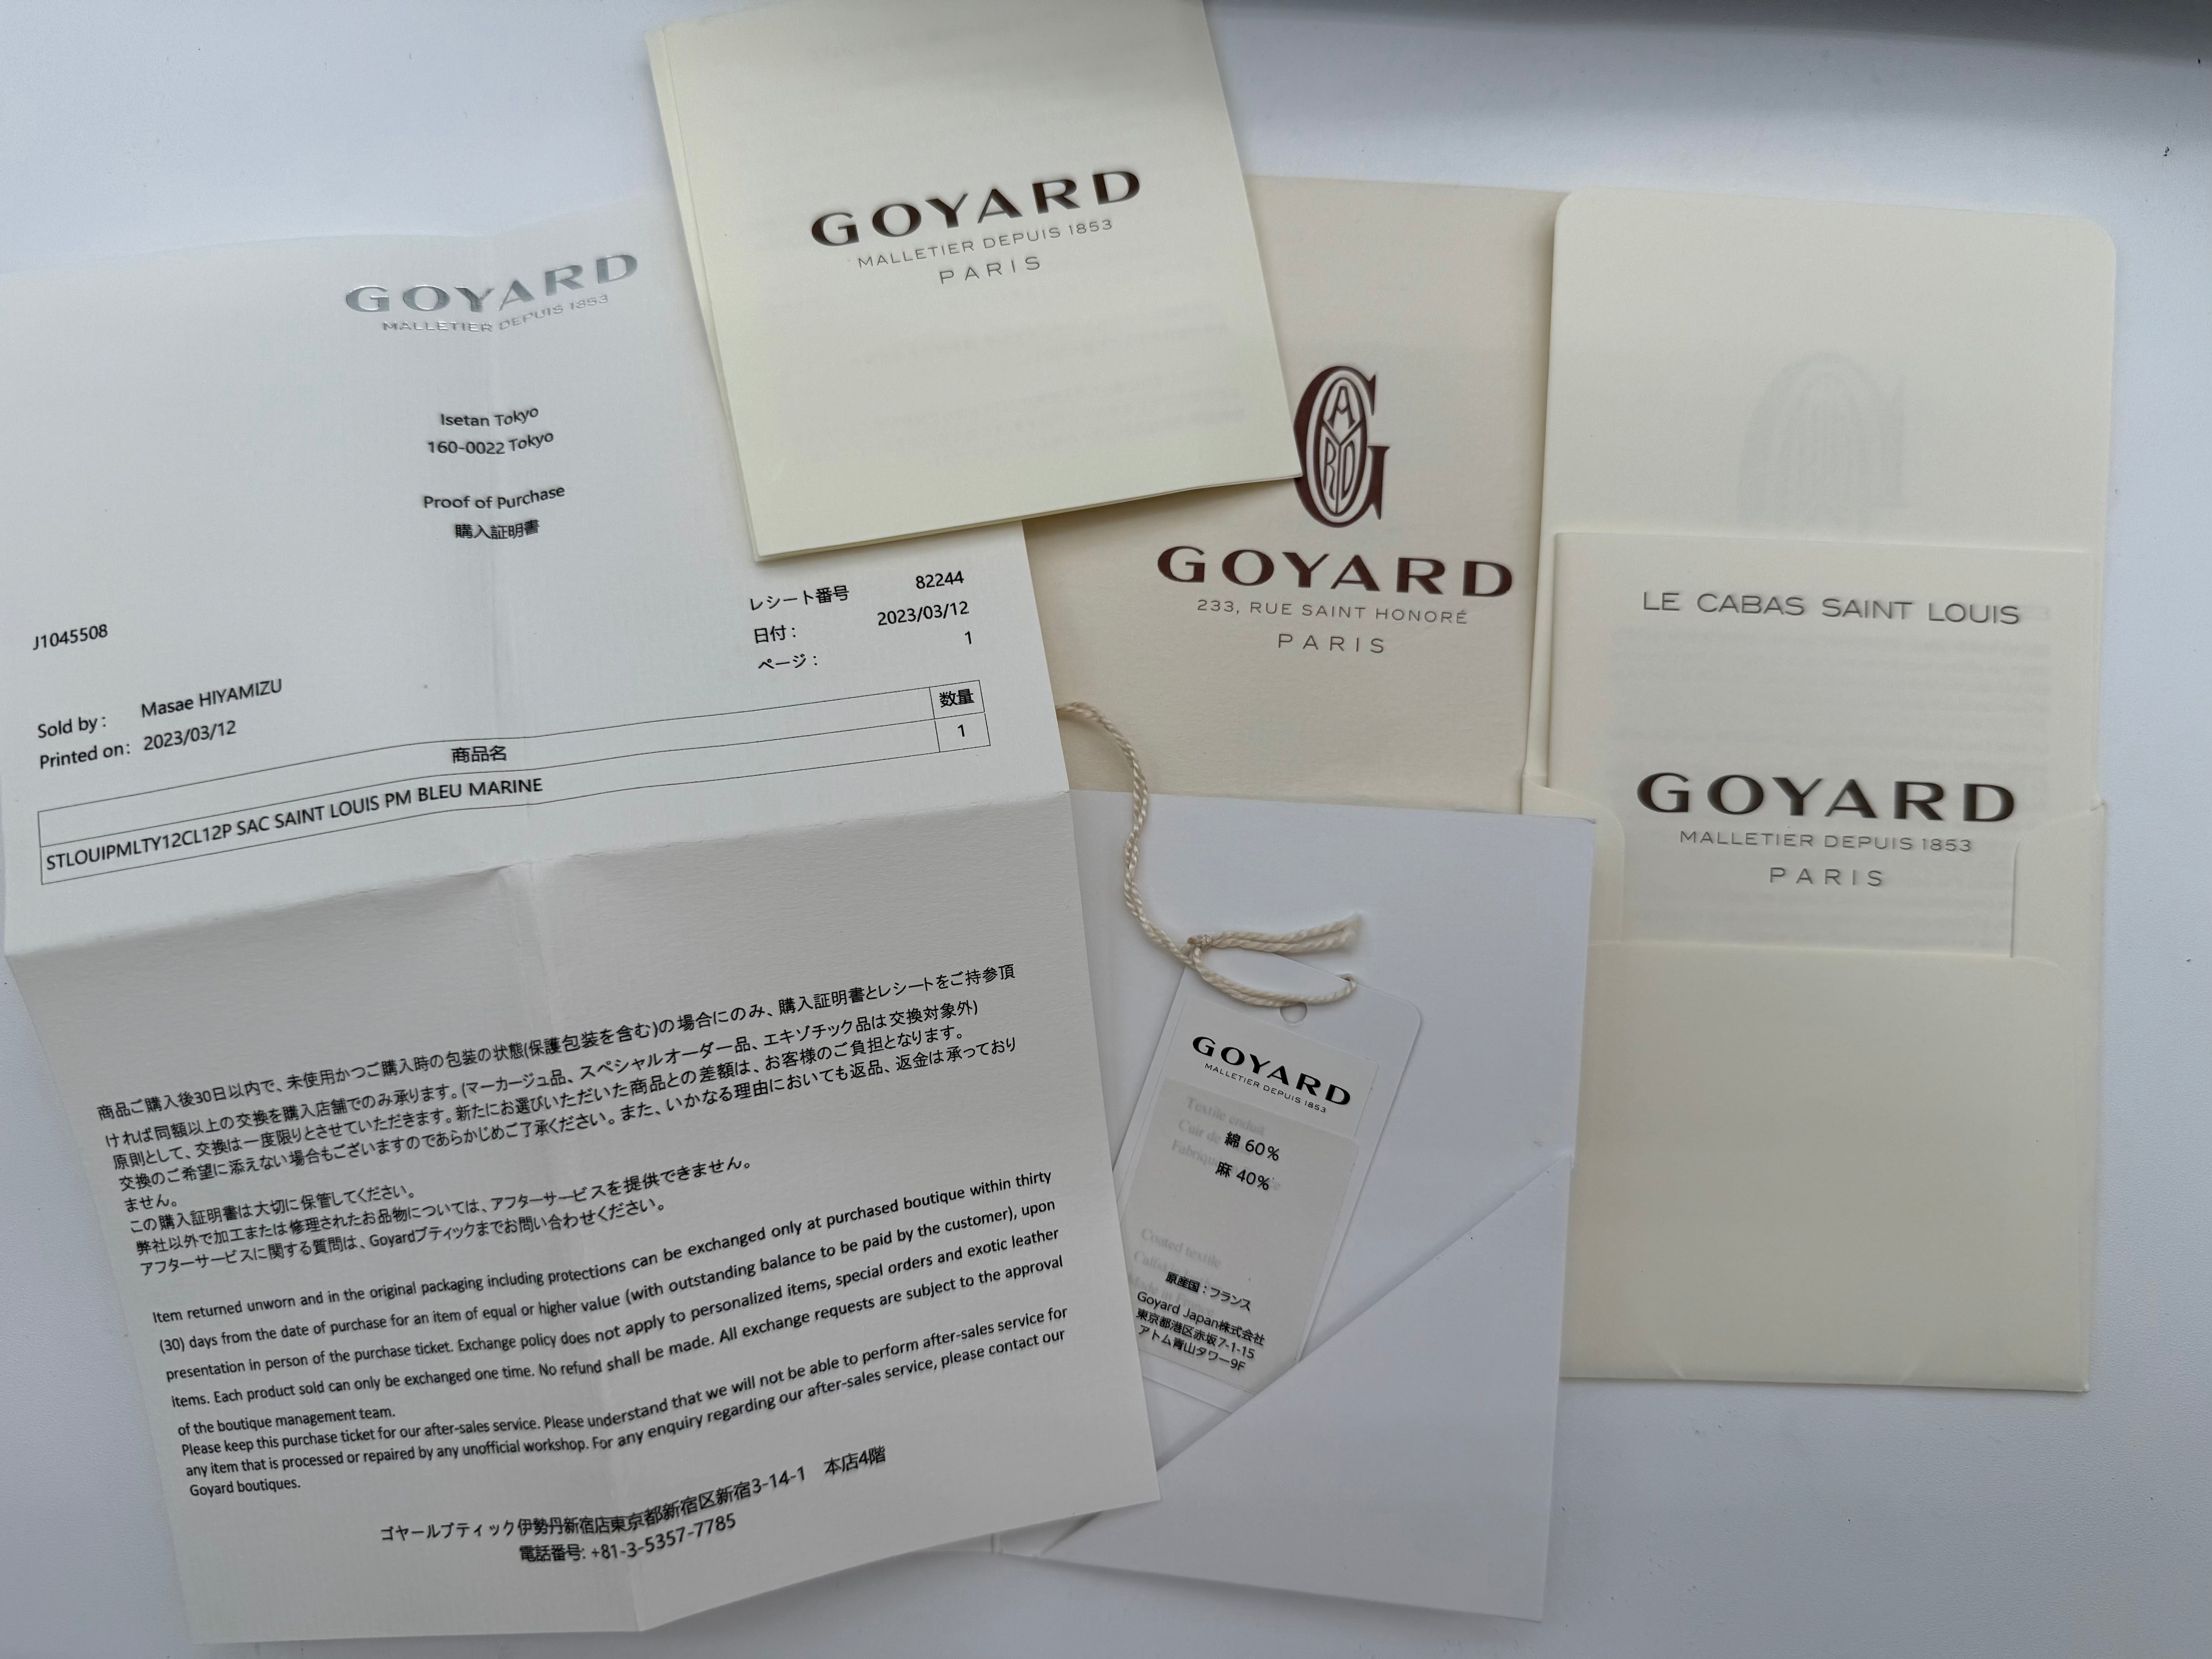 GOYARD
MALLETIER DEPUIS 1853
Isetan Tokyo
160-0022 Tokyo
Proof of Purchase
購入証明書
レシート番号 82244
日付： 2023/03/12
ページ： 1
J1045508
Sold by： Masae HIYAMIZU
Printed on： 2023/03/12
商品名 数量
STLOUIPMLTY12CL12P SAC SAINT LOUIS PM BLEU MARINE 1
商品ご購入後30日以内で、未使用かつご購入時の包装の状態(保護包装を含む)の場合にのみ、購入証明書とレシートをご持参頂
ければ同額以上の交換を購入店舗でのみ承ります。(マーカージュ品、スペシャルオーダー品、エキゾチック品は交換対象外)
原則として、交換は一度限りとさせていただきます。新たにお選びいただいた商品との差額は、お客様のご負担となります。
交換のご希望に添えない場合もございますのであらかじめご了承ください。また、いかなる理由においても返品、返金は承っており
ません。
この購入証明書は大切に保管してください。
弊社以外で加工または修理されたお品物については、アフターサービスを提供できません。
アフターサービスに関する質問は、Goyardブティックまでお問い合わせください。
Item returned unworn and in the original packaging including protections can be exchanged only at purchased boutique within thirty
(30) days from the date of purchase for an item of equal or higher value (with outstanding balance to be paid by the customer), upon
presentation in person of the purchase ticket. Exchange policy does not apply to personalized items, special orders and exotic leather
items. Each product sold can only be exchanged one time. No refund shall be made. All exchange requests are subject to the approval
of the boutique management team.
Please keep this purchase ticket for our after-sales service. Please understand that we will not be able to perform after-sales service for
any item that is processed or repaired by any unofficial workshop. For any enquiry regarding our after-sales service, please contact our
Goyard boutiques.
ゴヤールブティック伊勢丹新宿店東京都新宿区新宿3-14-1 本店4階
電話番号: +81-3-5357-7785
GOYARD
MALLETIER DEPUIS 1853
PARIS
GOYARD
GOYARD
233, RUE SAINT HONORÉ
PARIS
LE CABAS SAINT LOUIS
GOYARD
MALLETIER DEPUIS 1853
PARIS
GOYARD
MALLETIER DEPUIS 1853
Textile enduit
Cuir de
綿 60%
麻 40%
Coated textile
原産国：フランス
Goyard Japan株式会社
東京都港区赤坂7-1-15
アトム青山タワー9F